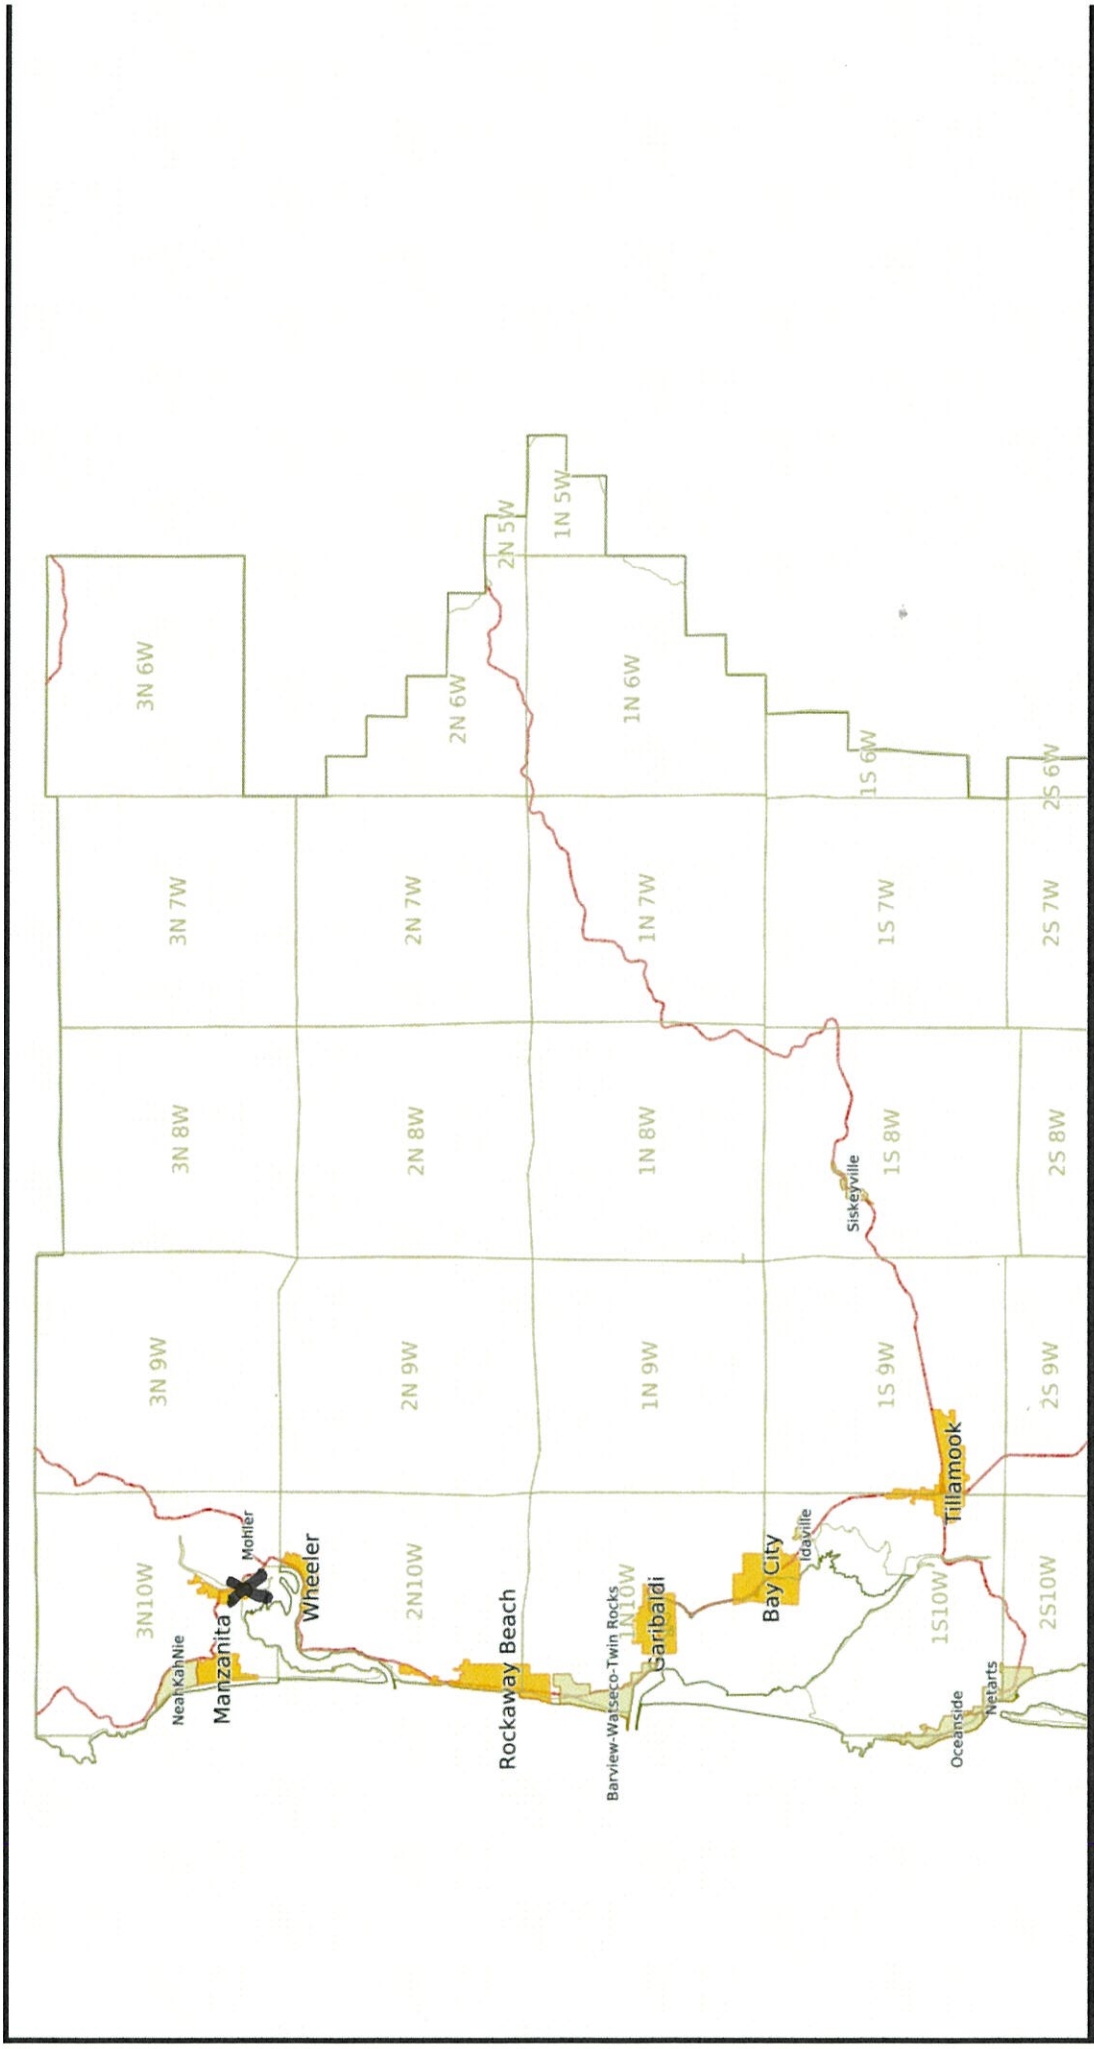 3N10W
3N 9W
3N 8W
3N 7W
3N 6W
NeahKahNie
Manzanita
Mohler
Wheeler
2N10W
2N 9W
2N 8W
2N 7W
2N 6W
2N 5W
Rockaway Beach
1N 5W
Barview-Watseco-Twin Rocks
1N10W
Garibaldi
1N 9W
1N 8W
1N 7W
1N 6W
Bay City
Idaville
Siskeyville
1S10W
1S 9W
1S 8W
1S 7W
1S 6W
Tillamook
Oceanside
Netarts
2S10W
2S 9W
2S 8W
2S 7W
2S 6W